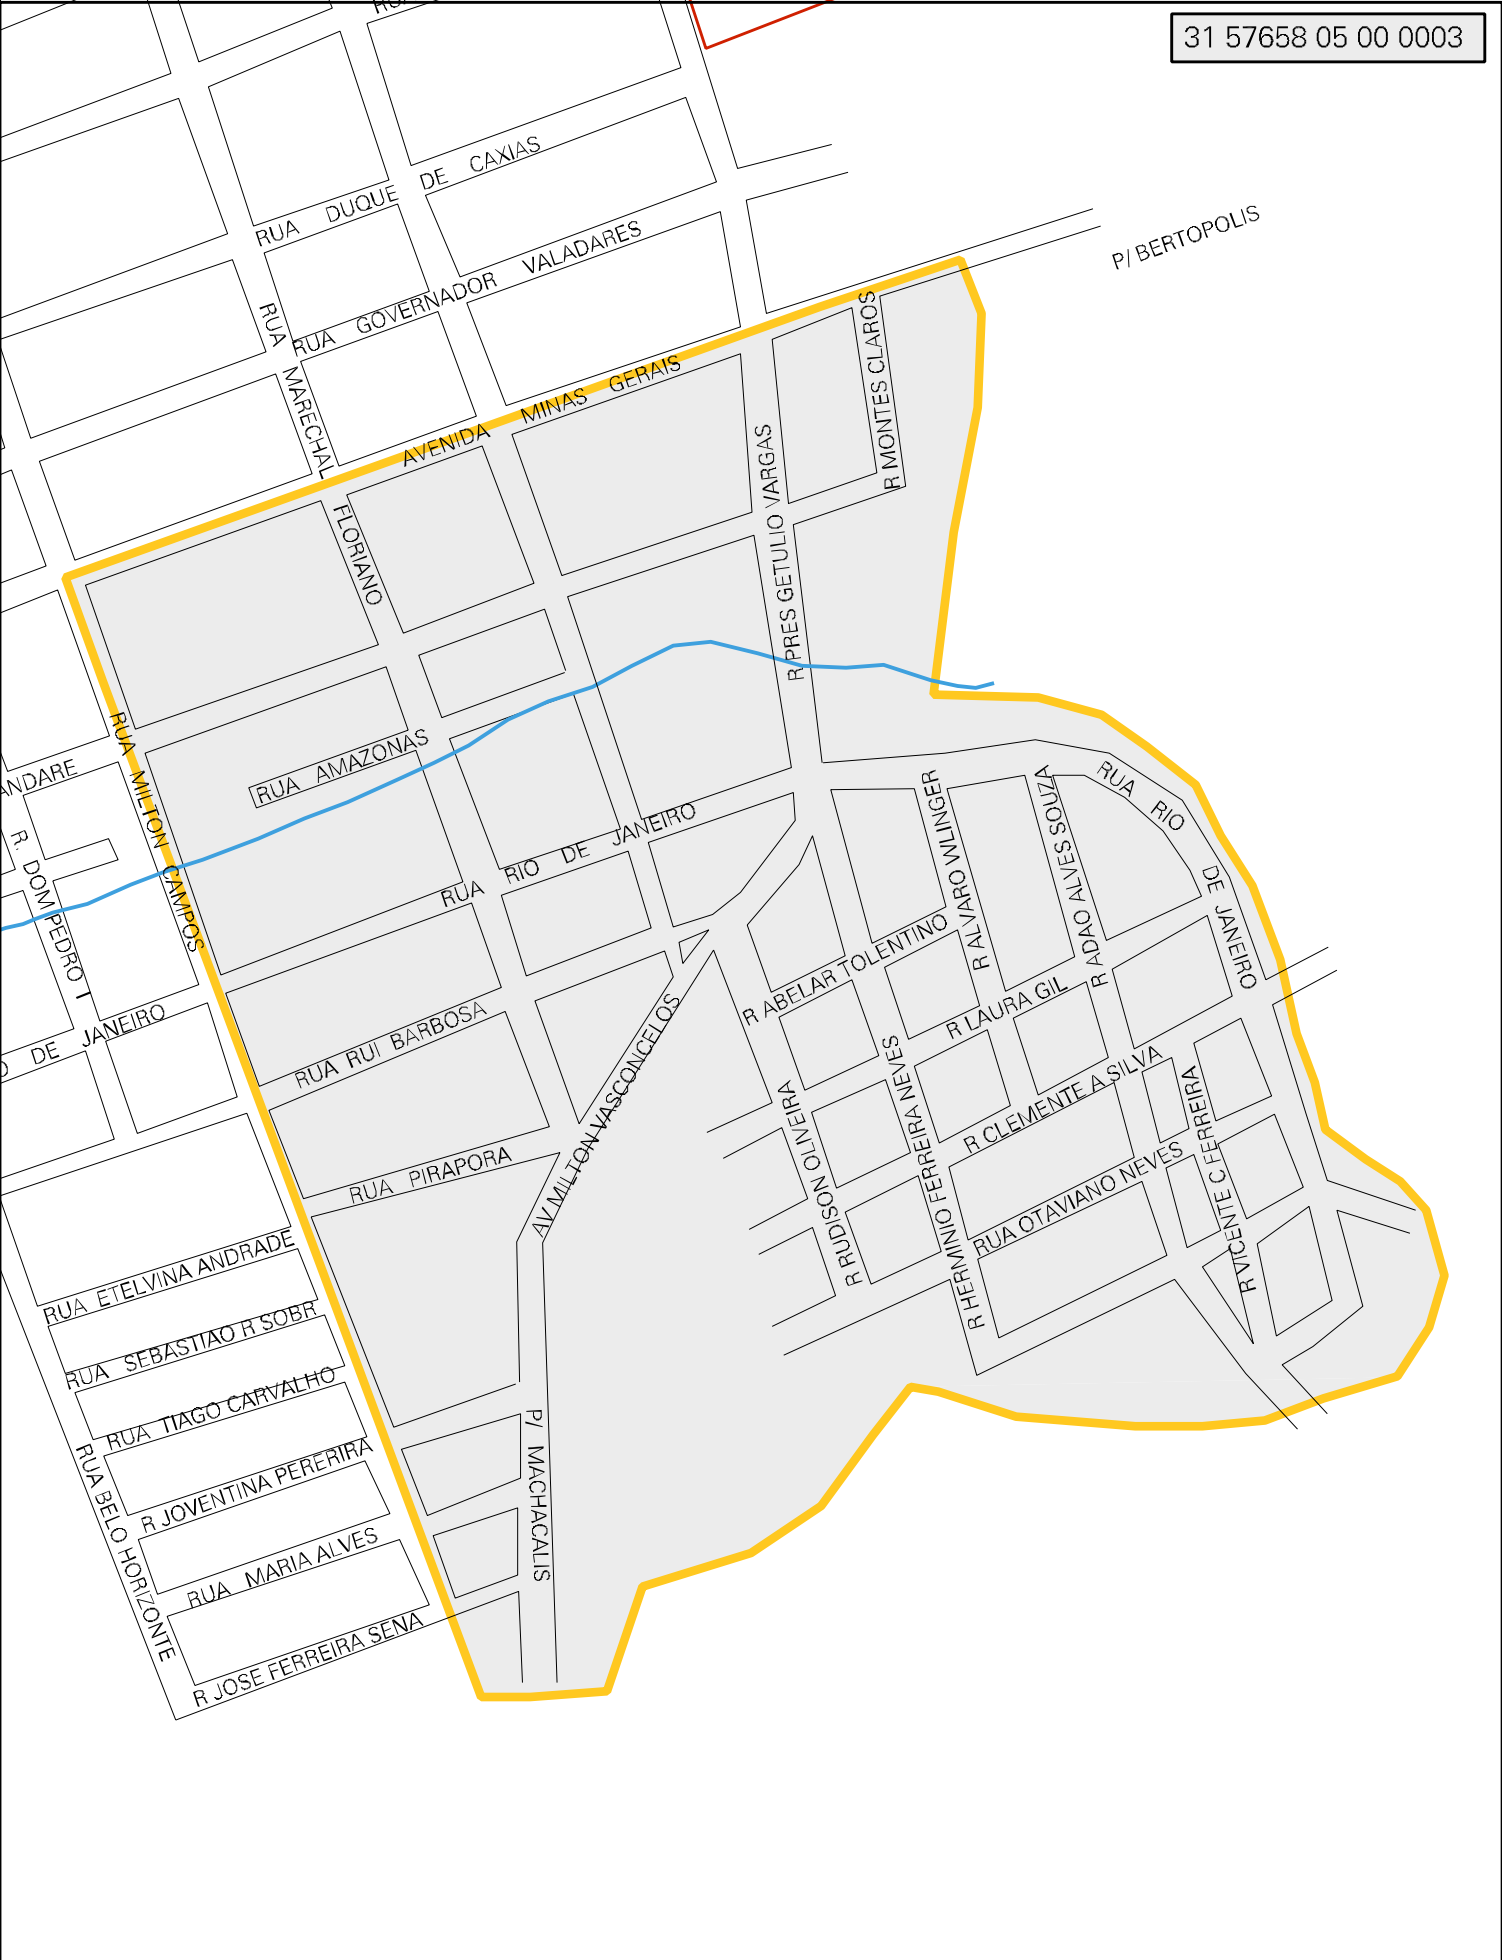 31 57658 05 00 0003
RUA DUQUE DE CAXIAS
P/ BERTOPOLIS
RUA GOVERNADOR VALADARES
RUA MARECHAL FLORIANO
AVENIDA MINAS GERAIS
R MONTES CLAROS
R PRES GETULIO VARGAS
RUA MILTON CAMPOS
RUA AMAZONAS
ANDARE
R. DOM PEDRO I
RUA RIO DE JANEIRO
R ALVARO WILINGER
R ADAO ALVES SOUZA
RUA RIO DE JANEIRO
R ABELAR TOLENTINO
R LAURA GIL
DE JANEIRO
RUA RUI BARBOSA
AV MILTON VASCONCELOS
R CLEMENTE A SILVA
R RUDISON OLIVEIRA
R HERMINIO FERREIRA NEVES
R VICENTE C FERREIRA
RUA PIRAPORA
RUA OTAVIANO NEVES
RUA ETELVINA ANDRADE
RUA SEBASTIAO R SOBR
RUA TIAGO CARVALHO
R JOVENTINA PERERIRA
RUA BELO HORIZONTE
P/ MACHACALIS
RUA MARIA ALVES
R JOSE FERREIRA SENA